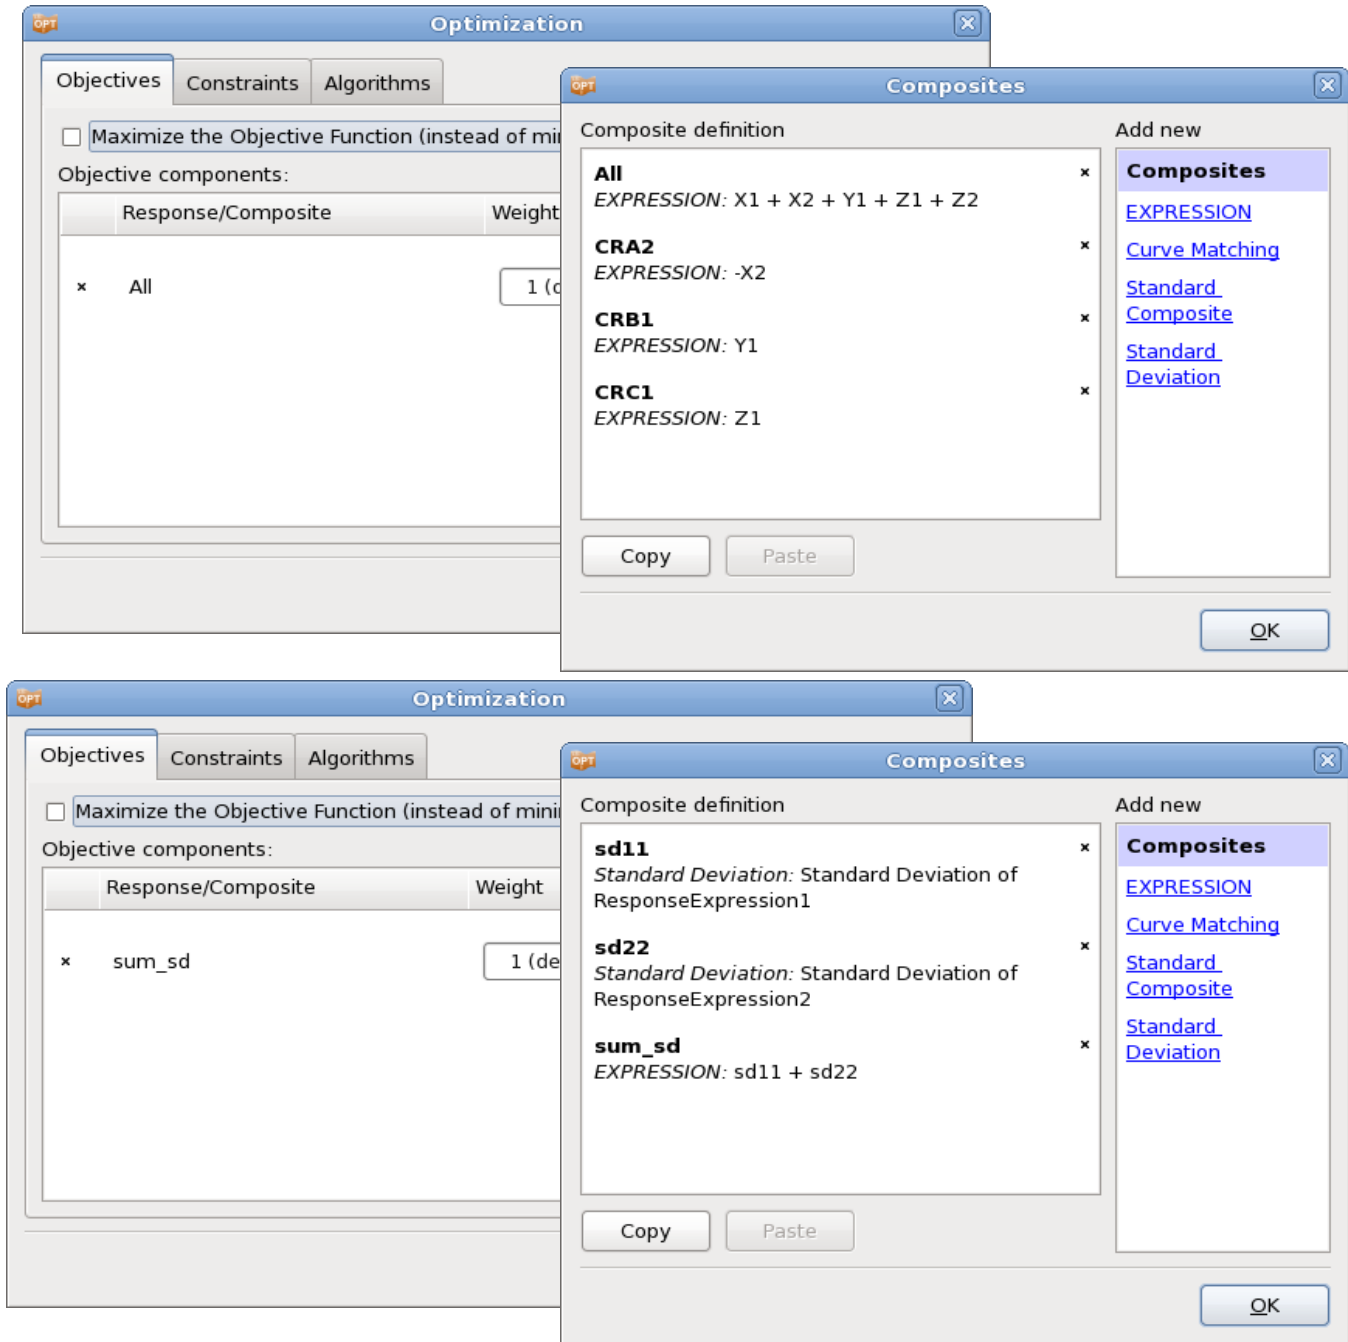 OPT Optimization
Objectives Constraints Algorithms
Maximize the Objective Function (instead of mi
Objective components:
Response/Composite Weight
All 1 (
OPT Composites
Composite definition
All
EXPRESSION: X1 + X2 + Y1 + Z1 + Z2
CRA2
EXPRESSION: -X2
CRB1
EXPRESSION: Y1
CRC1
EXPRESSION: Z1
Copy Paste
Add new
Composites
EXPRESSION
Curve Matching
Standard
Composite
Standard
Deviation
OK
OPT Optimization
Objectives Constraints Algorithms
Maximize the Objective Function (instead of mini
Objective components:
Response/Composite Weight
sum_sd 1 (de
OPT Composites
Composite definition
sd11
Standard Deviation: Standard Deviation of
ResponseExpression1
sd22
Standard Deviation: Standard Deviation of
ResponseExpression2
sum_sd
EXPRESSION: sd11 + sd22
Copy Paste
Add new
Composites
EXPRESSION
Curve Matching
Standard
Composite
Standard
Deviation
OK